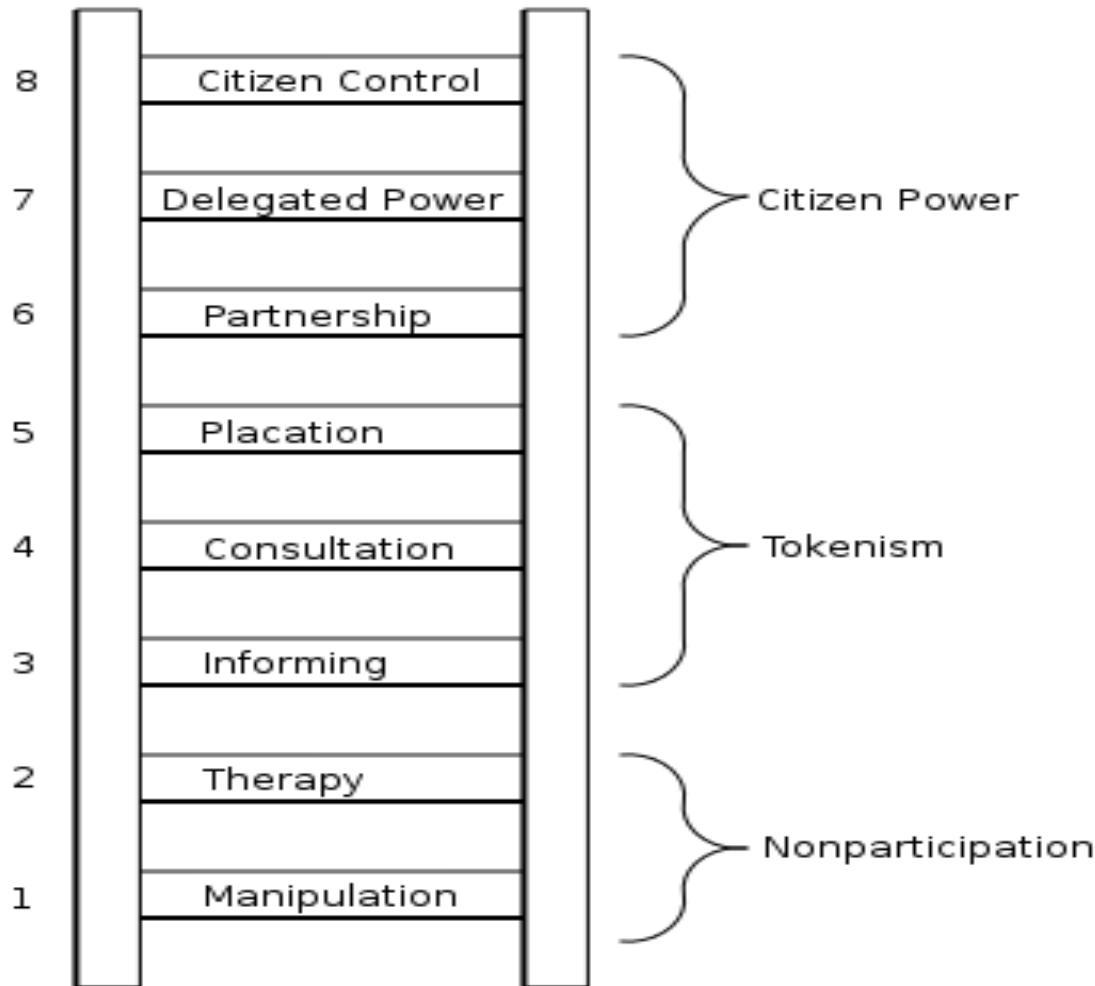 8 Citizen Control
7 Delegated Power
Citizen Power
6 Partnership
5 Placation
4 Consultation
Tokenism
3 Informing
2 Therapy
Nonparticipation
1 Manipulation